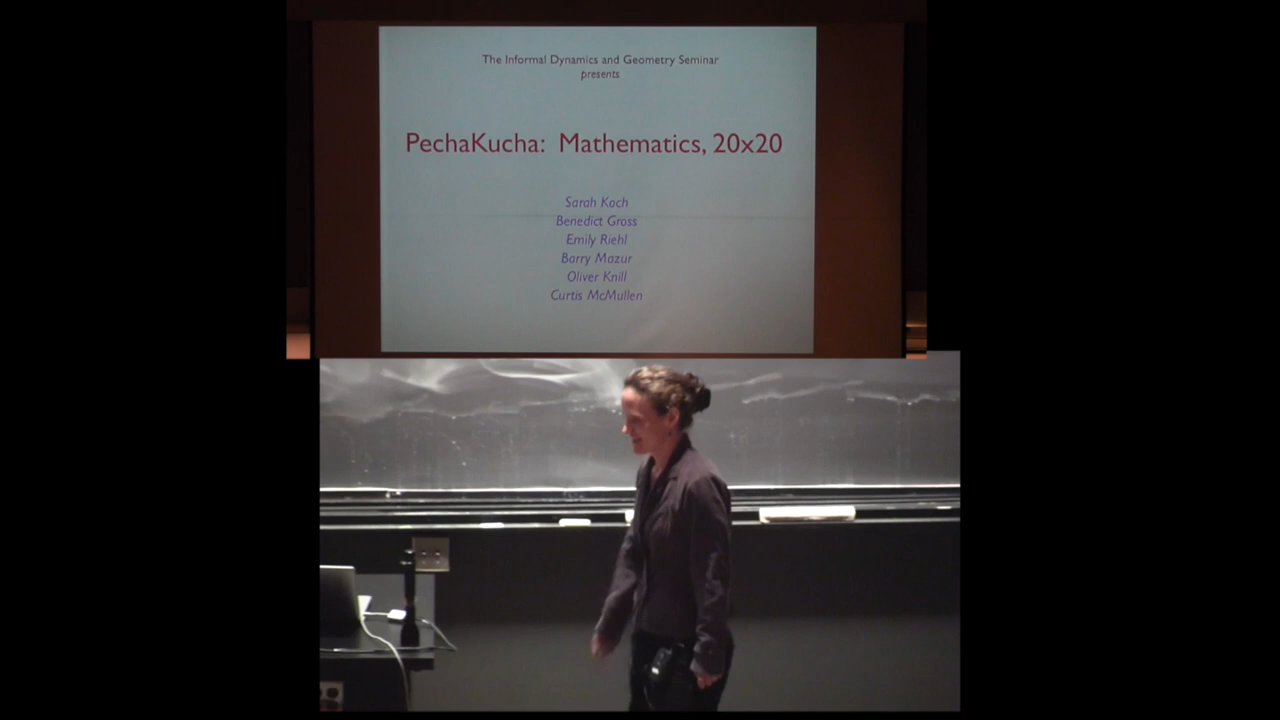 The Informal Dynamics and Geometry Seminar
presents
PechaKucha: Mathematics, 20x20
Sarah Koch
Benedict Gross
Emily Riehl
Barry Mazur
Oliver Knill
Curtis McMullen